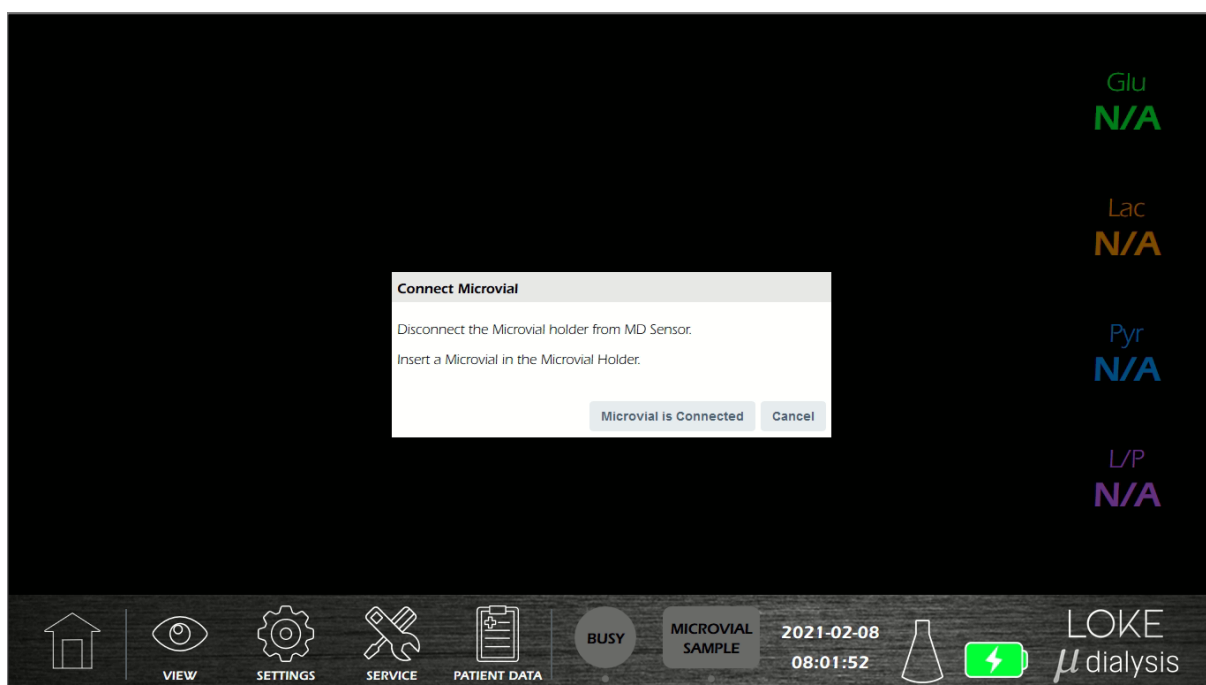 Glu
N/A
Lac
N/A
Connect Microvial
Disconnect the Microvial holder from MD Sensor.
Insert a Microvial in the Microvial Holder.
Microvial is Connected
Cancel
Pyr
N/A
L/P
N/A
VIEW
SETTINGS
SERVICE
PATIENT DATA
BUSY
MICROVIAL
SAMPLE
2021-02-08
08:01:52
LOKE
μ dialysis